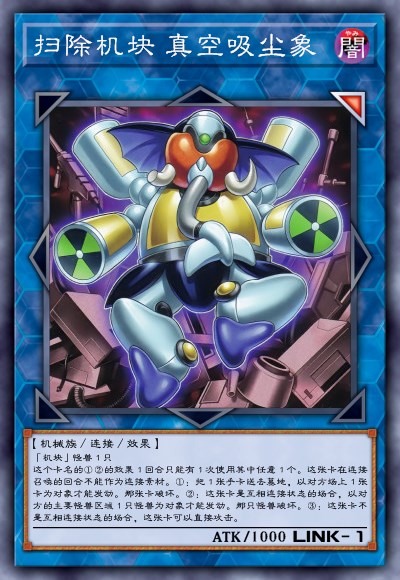 扫除机块 真空吸尘象
闇
やみ
【机械族／连接／效果】
「机块」怪兽1只
这个卡名的①②的效果1回合只能有1次使用其中任意1个。这张卡在连接
召唤的回合不能作为连接素材。①：把1张手卡送去墓地，以对方场上1张
卡为对象才能发动。那张卡破坏。②：这张卡是互相连接状态的场合，以对
方的主要怪兽区域1只怪兽为对象才能发动。那只怪兽破坏。③：这张卡不
是互相连接状态的场合，这张卡可以直接攻击。
ATK/1000 LINK-1